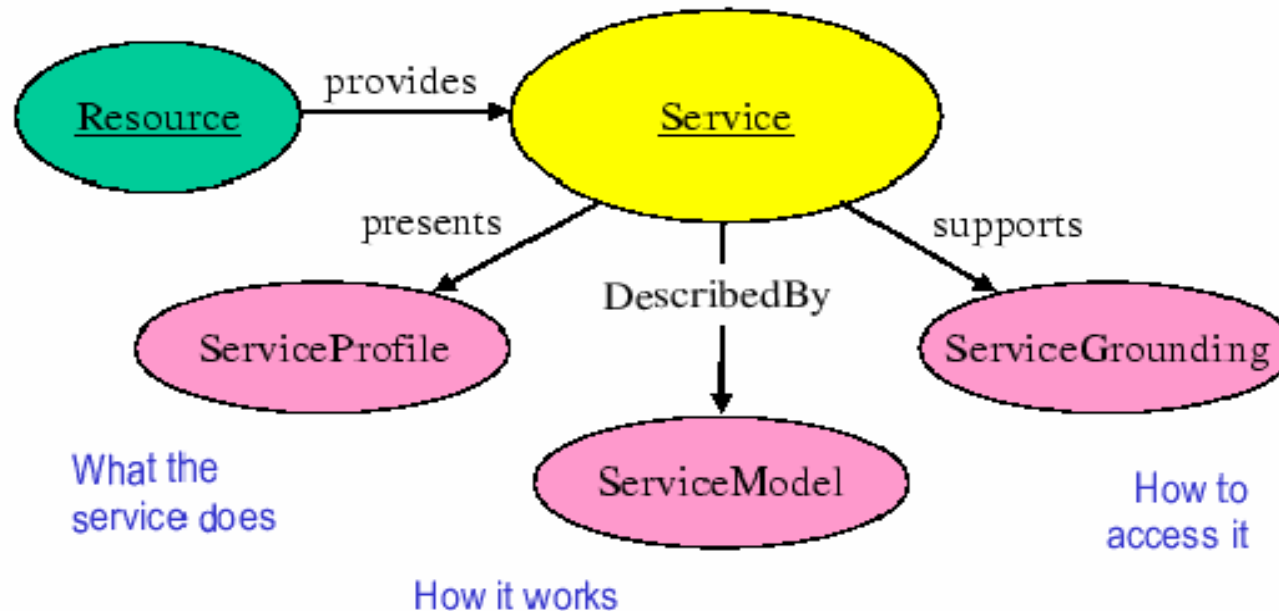 provides
Resource
Service
presents
supports
DescribedBy
ServiceProfile
ServiceGrounding
What the
service does
ServiceModel
How to
access it
How it works